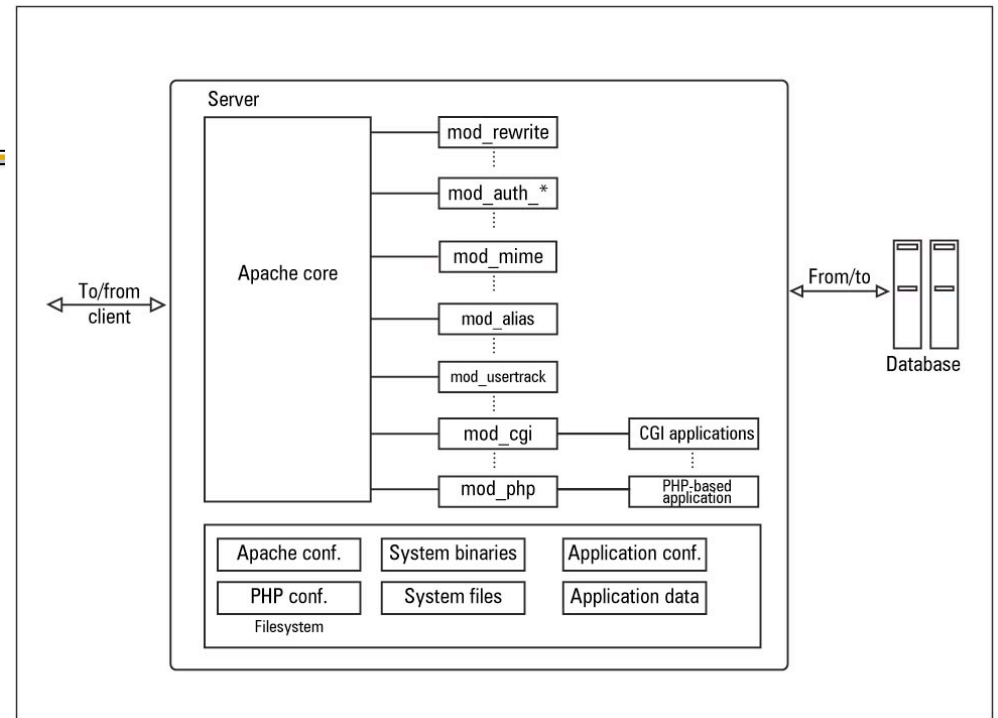 Server
Apache core
mod_rewrite
mod_auth_*
mod_mime
mod_alias
mod_usertrack
mod_cgi
CGI applications
mod_php
PHP-based
application
To/from
client
From/to
Database
Apache conf.
System binaries
Application conf.
PHP conf.
System files
Application data
Filesystem